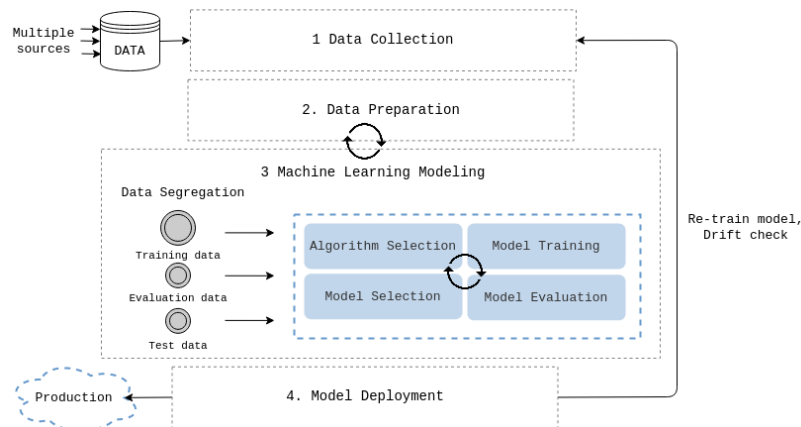 Multiple
sources
DATA
1 Data Collection
2. Data Preparation
3 Machine Learning Modeling
Data Segregation
Training data
Evaluation data
Test data
Algorithm Selection
Model Training
Model Selection
Model Evaluation
Re-train model,
Drift check
Production
4. Model Deployment